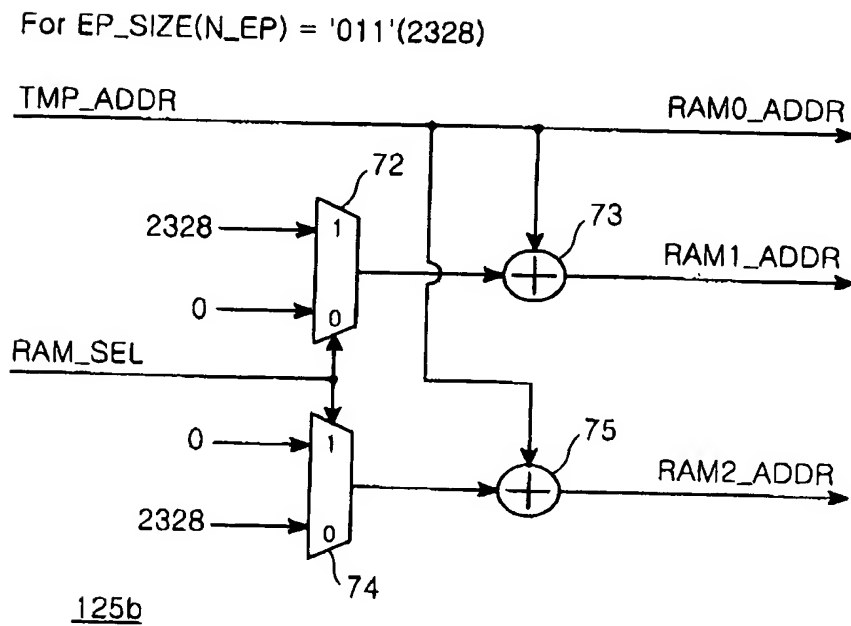 For EP_SIZE(N_EP) = '011'(2328)
TMP_ADDR
RAM0_ADDR
72
2328
1
73
RAM1_ADDR
0
0
RAM_SEL
0
1
75
RAM2_ADDR
2328
0
74
125b